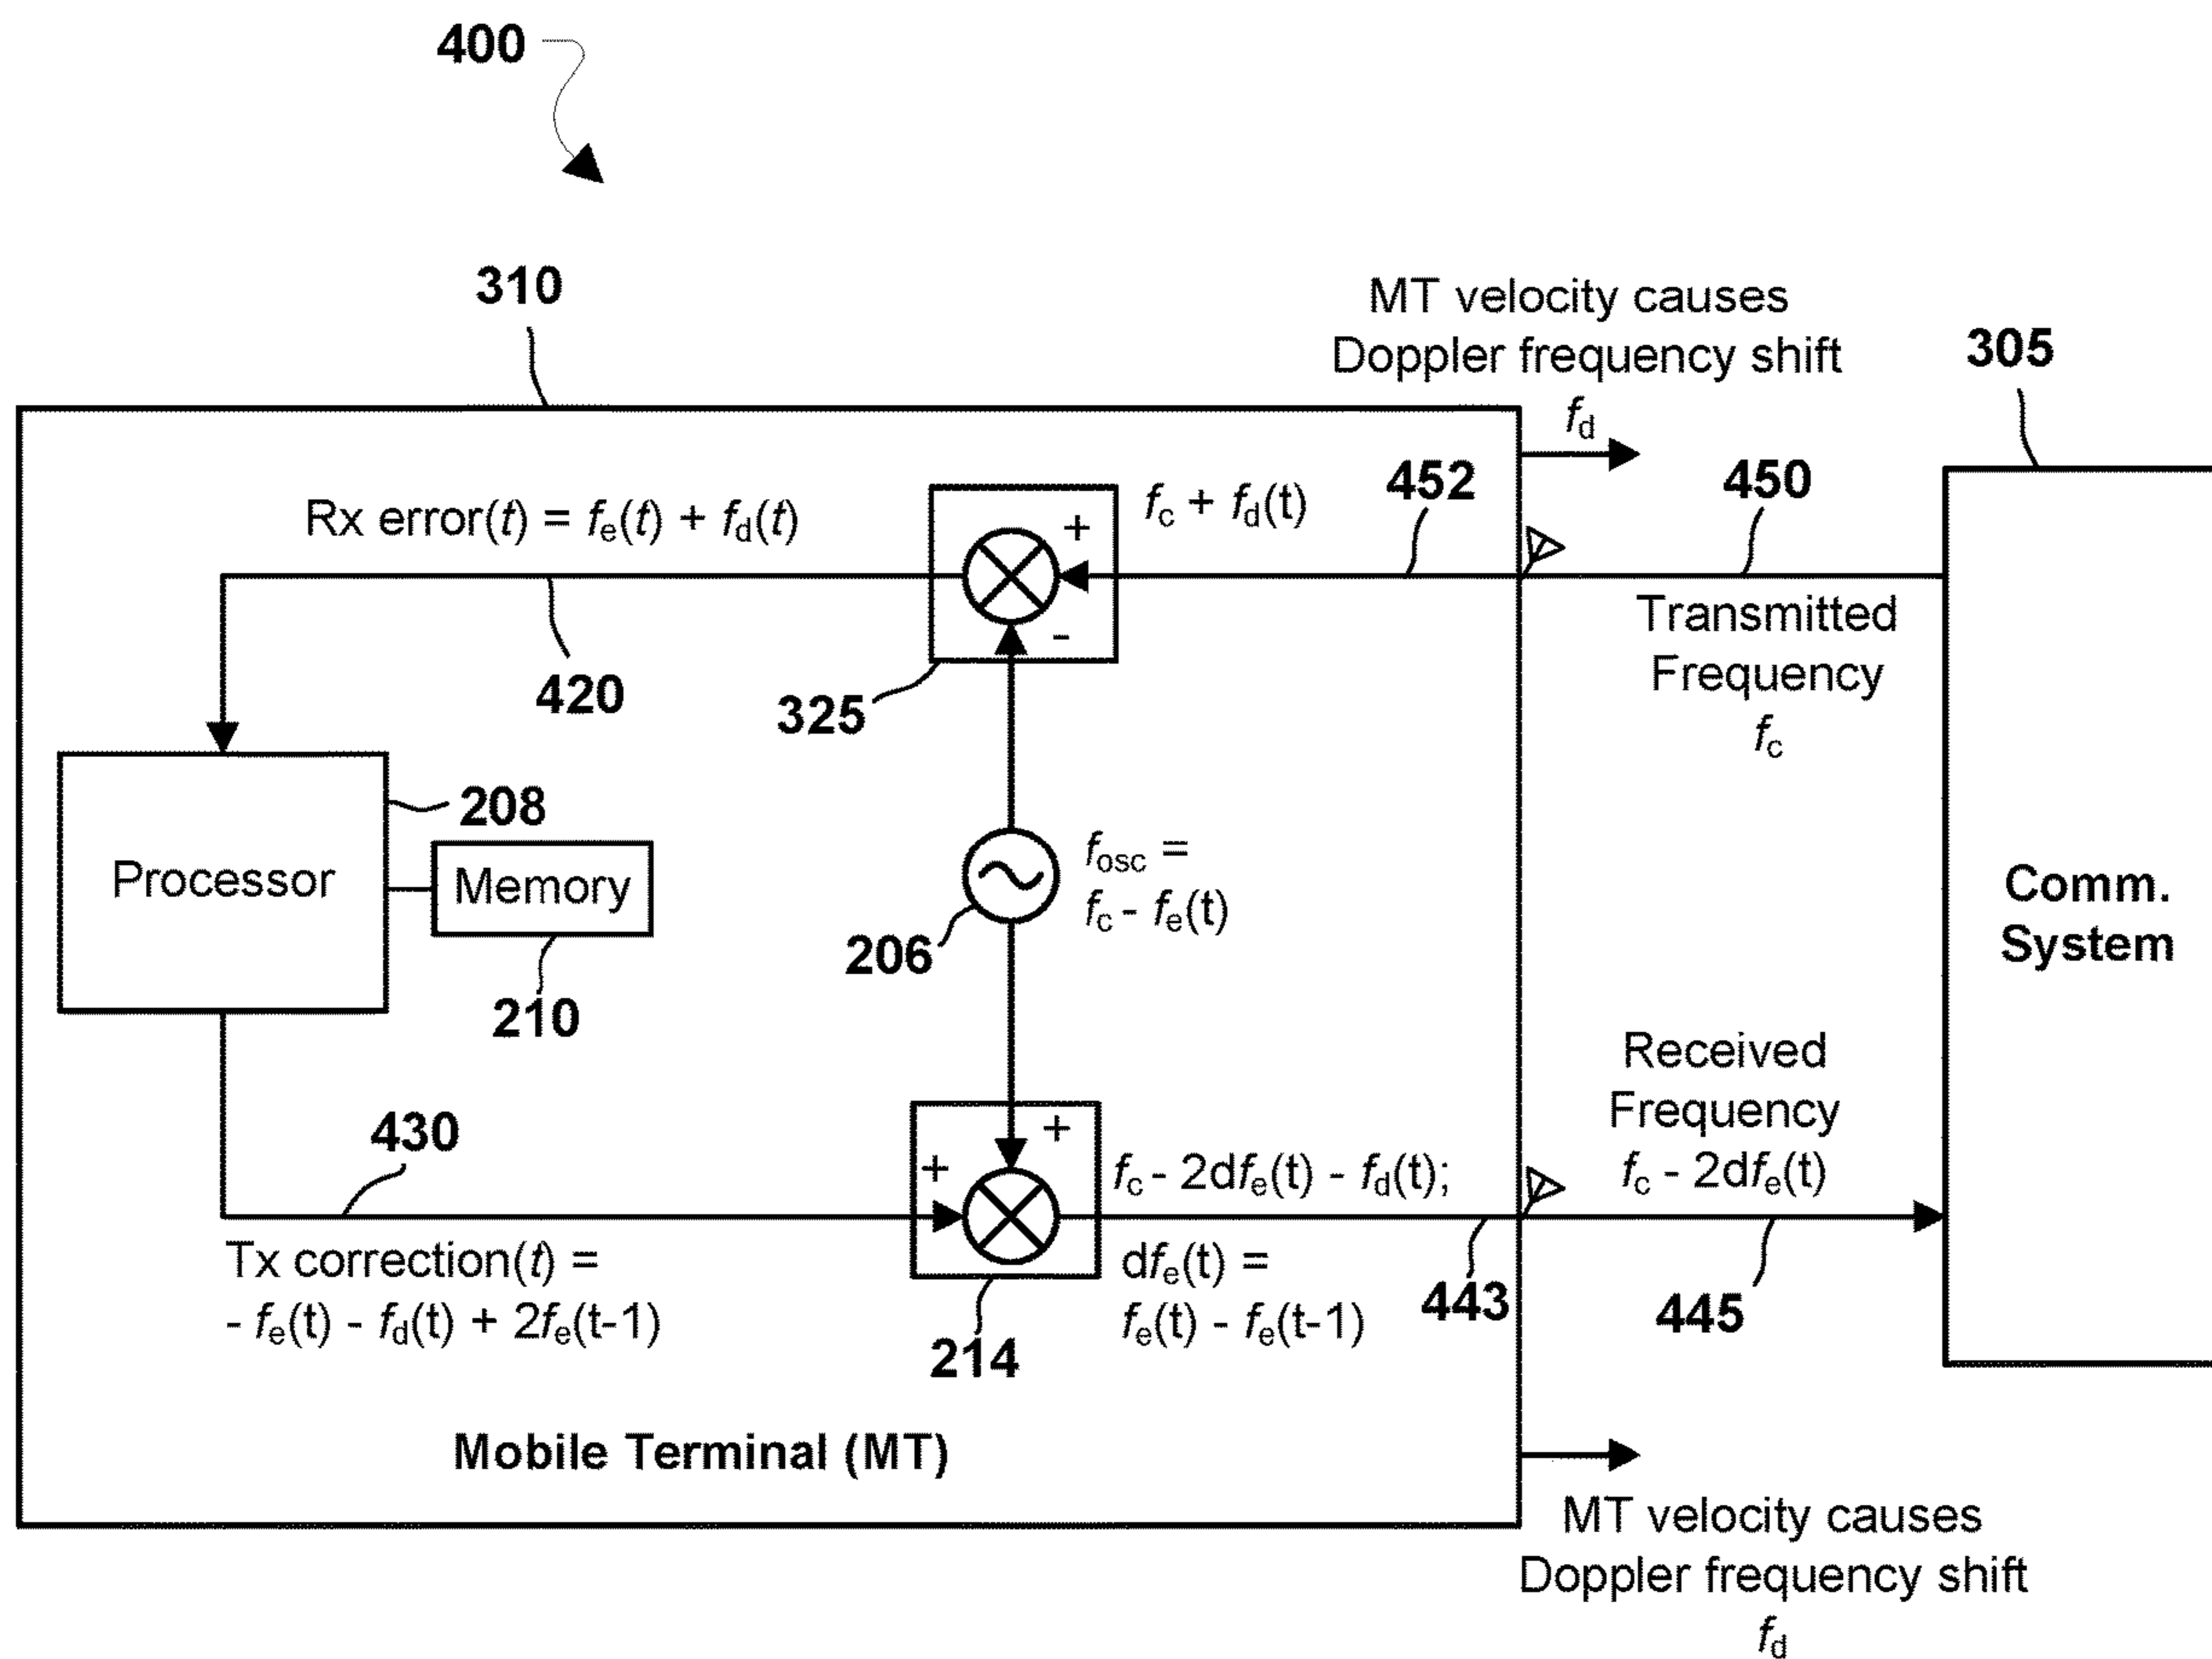 400
310
MT velocity causes
Doppler frequency shift
fd
305
Rx error(t) = fe(t) + fd(t)
+
fc + fd(t)
452
450
-
420
325
Transmitted
Frequency
fc
208
Processor
Memory
210
fosc =
fc - fe(t)
206
Comm.
System
Received
Frequency
fc - 2dfe(t)
430
+
+
fc - 2dfe(t) - fd(t);
Tx correction(t) =
- fe(t) - fd(t) + 2fe(t-1)
dfe(t) =
fe(t) - fe(t-1)
443
445
214
Mobile Terminal (MT)
MT velocity causes
Doppler frequency shift
fd